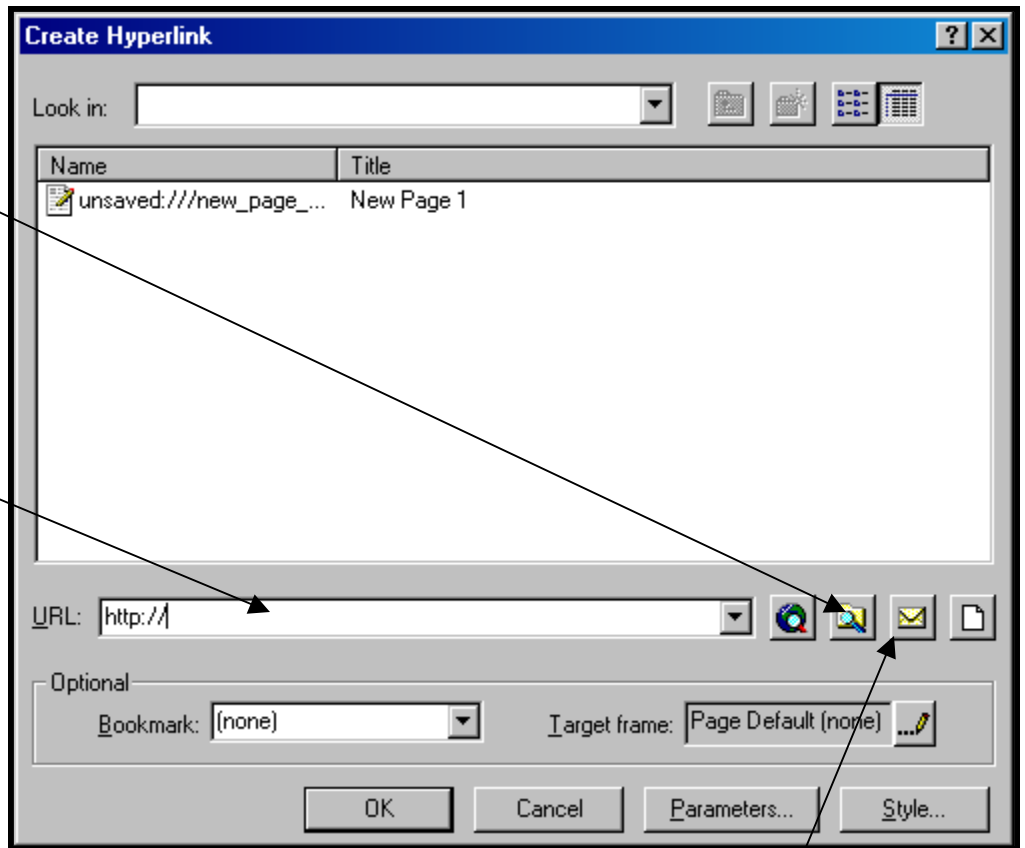 Create Hyperlink
Look in:
Name Title
unsaved:///new_page_... New Page 1
URL: http://
Optional
Bookmark: (none) Target frame: Page Default (none)
OK Cancel Parameters... Style...